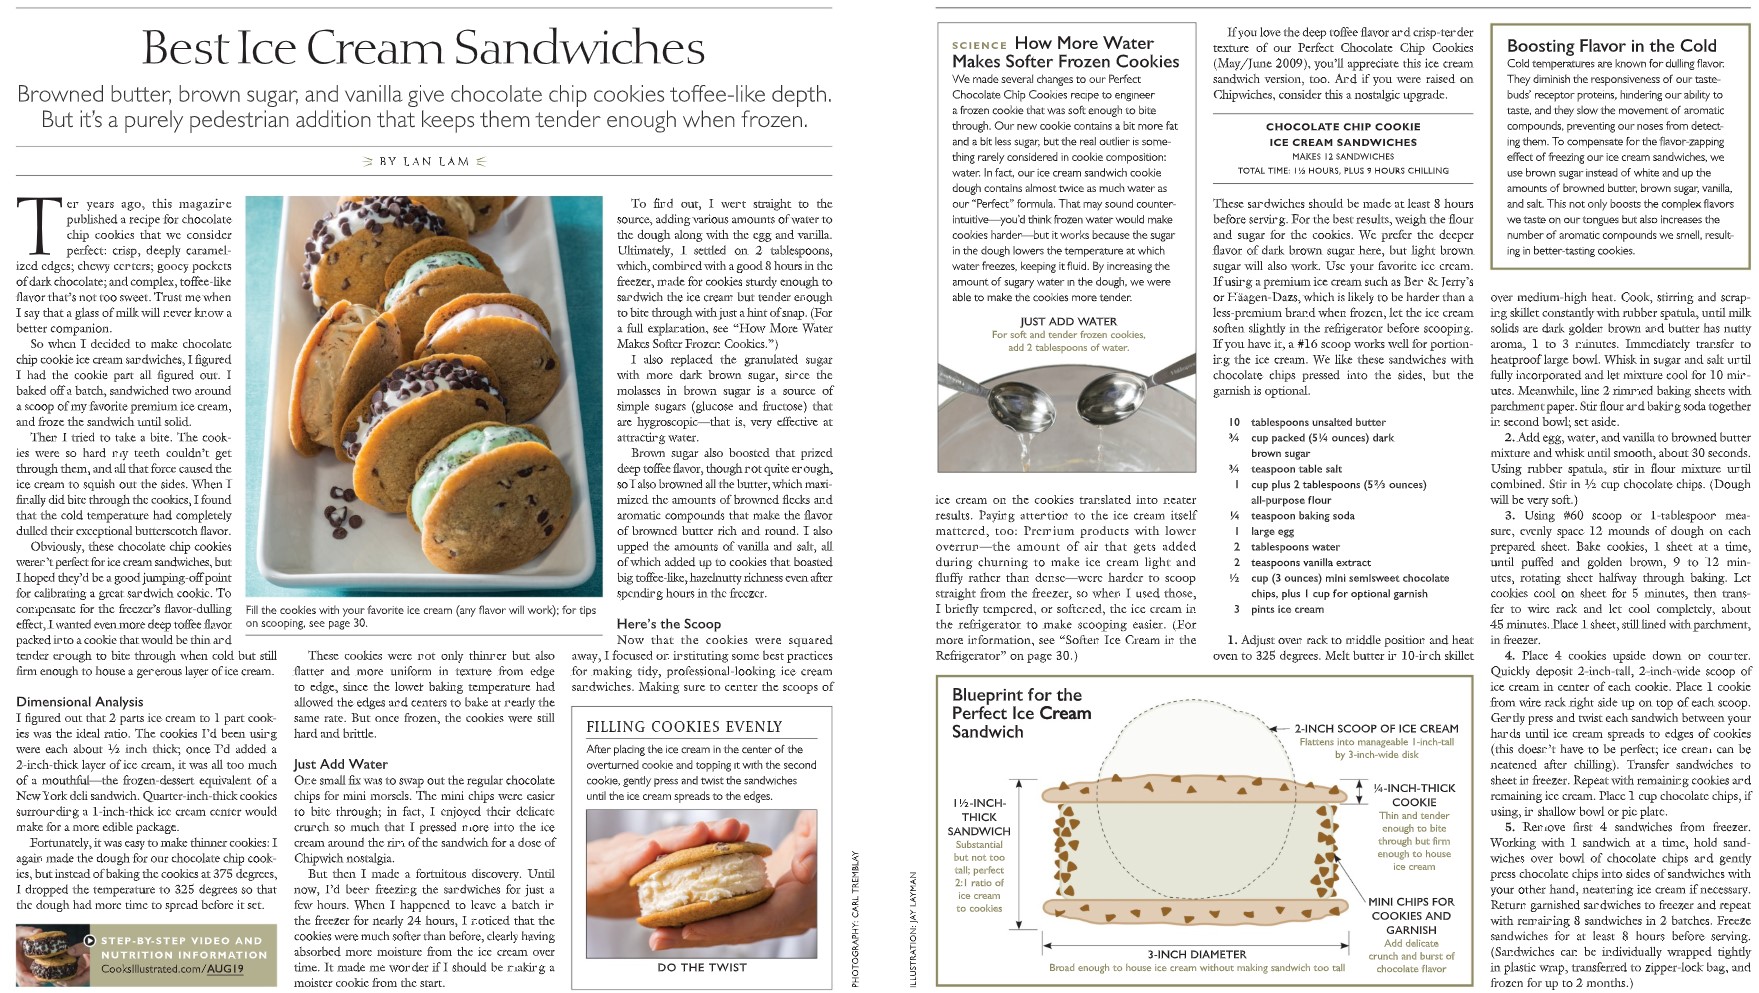 Best Ice Cream Sandwiches
Browned butter, brown sugar, and vanilla give chocolate chip cookies toffee-like depth.
But it's a purely pedestrian addition that keeps them tender enough when frozen.
BY LAN LAM
Ten years ago, this magazine
published a recipe for chocolate
chip cookies that we consider
perfect: crisp, deeply caramel-
ized edges; chewy centers; gooey pockets
of dark chocolate; and complex, toffee-like
flavor that's not too sweet. Trust me when
I say that a glass of milk will never know a
better companion.
So when I decided to make chocolate
chip cookie ice cream sandwiches, I figured
I had the cookie part all figured out. I
baked off a batch, sandwiched two around
a scoop of my favorite premium ice cream,
and froze the sandwich until solid.
Then I tried to take a bite. The cook-
ies were so hard my teeth couldn't get
through them, and all that force caused the
ice cream to squish out the sides. When I
finally did bite through the cookies, I found
that the cold temperature had completely
dulled their exceptional butterscotch flavor.
Obviously, these chocolate chip cookies
weren't perfect for ice cream sandwiches, but
I hoped they'd be a good jumping-off point
for calibrating a great sandwich cookie. To
compensate for the freezer's flavor-dulling
effect, I wanted even more deep toffee flavor
packed into a cookie that would be thin and
tender enough to bite through when cold but still
firm enough to house a generous layer of ice cream.
Dimensional Analysis
I figured out that 2 parts ice cream to 1 part cook-
ies was the ideal ratio. The cookies I'd been using
were each about ½ inch thick; once I'd added a
2-inch-thick layer of ice cream, it was all too much
of a mouthful—the frozen-dessert equivalent of a
New York deli sandwich. Quarter-inch-thick cookies
surrounding a 1-inch-thick ice cream center would
make for a more edible package.
Fortunately, it was easy to make thinner cookies: I
again made the dough for our chocolate chip cook-
ies, but instead of baking the cookies at 375 degrees,
I dropped the temperature to 325 degrees so that
the dough had more time to spread before it set.
STEP-BY-STEP VIDEO AND
NUTRITION INFORMATION
CooksIllustrated.com/AUG19
Fill the cookies with your favorite ice cream (any flavor will work); for tips
on scooping, see page 30.
These cookies were not only thinner but also
flatter and more uniform in texture from edge
to edge, since the lower baking temperature had
allowed the edges and centers to bake at nearly the
same rate. But once frozen, the cookies were still
hard and brittle.
Just Add Water
One small fix was to swap out the regular chocolate
chips for mini morsels. The mini chips were easier
to bite through; in fact, I enjoyed their delicate
crunch so much that I pressed more into the ice
cream around the rim of the sandwich for a dose of
Chipwich nostalgia.
But then I made a fortuitous discovery. Until
now, I'd been freezing the sandwiches for just a
few hours. When I happened to leave a batch in
the freezer for nearly 24 hours, I noticed that the
cookies were much softer than before, clearly having
absorbed more moisture from the ice cream over
time. It made me wonder if I should be making a
moister cookie from the start.
To find out, I went straight to the
source, adding various amounts of water to
the dough along with the egg and vanilla.
Ultimately, I settled on 2 tablespoons,
which, combined with a good 8 hours in the
freezer, made for cookies sturdy enough to
sandwich the ice cream but tender enough
to bite through with just a hint of snap. (For
a full explanation, see "How More Water
Makes Softer Frozen Cookies.")
I also replaced the granulated sugar
with more dark brown sugar, since the
molasses in brown sugar is a source of
simple sugars (glucose and fructose) that
are hygroscopic—that is, very effective at
attracting water.
Brown sugar also boosted that prized
deep toffee flavor, though not quite enough,
so I also browned all the butter, which maxi-
mized the amounts of browned flecks and
aromatic compounds that make the flavor
of browned butter rich and round. I also
upped the amounts of vanilla and salt, all
of which added up to cookies that boasted
big toffee-like, hazelnutty richness even after
spending hours in the freezer.
Here's the Scoop
Now that the cookies were squared
away, I focused on instituting some best practices
for making tidy, professional-looking ice cream
sandwiches. Making sure to center the scoops of
FILLING COOKIES EVENLY
After placing the ice cream in the center of the
overturned cookie and topping it with the second
cookie, gently press and twist the sandwiches
until the ice cream spreads to the edges.
DO THE TWIST
PHOTOGRAPHY: CARL TREMBLAY
ILLUSTRATION: JAY LAYMAN
SCIENCE How More Water
Makes Softer Frozen Cookies
We made several changes to our Perfect
Chocolate Chip Cookies recipe to engineer
a frozen cookie that was soft enough to bite
through. Our new cookie contains a bit more fat
and a bit less sugar, but the real outlier is some-
thing rarely considered in cookie composition:
water. In fact, our ice cream sandwich cookie
dough contains almost twice as much water as
our "Perfect" formula. That may sound counter-
intuitive—you'd think frozen water would make
cookies harder—but it works because the sugar
in the dough lowers the temperature at which
water freezes, keeping it fluid. By increasing the
amount of sugary water in the dough, we were
able to make the cookies more tender.
JUST ADD WATER
For soft and tender frozen cookies,
add 2 tablespoons of water.
ice cream on the cookies translated into neater
results. Paying attention to the ice cream itself
mattered, too: Premium products with lower
overrun—the amount of air that gets added
during churning to make ice cream light and
fluffy rather than dense—were harder to scoop
straight from the freezer, so when I used those,
I briefly tempered, or softened, the ice cream in
the refrigerator to make scooping easier. (For
more information, see "Softer Ice Cream in the
Refrigerator" on page 30.)
If you love the deep toffee flavor and crisp-tender
texture of our Perfect Chocolate Chip Cookies
(May/June 2009), you'll appreciate this ice cream
sandwich version, too. And if you were raised on
Chipwiches, consider this a nostalgic upgrade.
CHOCOLATE CHIP COOKIE
ICE CREAM SANDWICHES
MAKES 12 SANDWICHES
TOTAL TIME: 1½ HOURS, PLUS 9 HOURS CHILLING
These sandwiches should be made at least 8 hours
before serving. For the best results, weigh the flour
and sugar for the cookies. We prefer the deeper
flavor of dark brown sugar here, but light brown
sugar will also work. Use your favorite ice cream.
If using a premium ice cream such as Ben & Jerry's
or Häagen-Dazs, which is likely to be harder than a
less-premium brand when frozen, let the ice cream
soften slightly in the refrigerator before scooping.
If you have it, a #16 scoop works well for portion-
ing the ice cream. We like these sandwiches with
chocolate chips pressed into the sides, but the
garnish is optional.
10 tablespoons unsalted butter
¾ cup packed (5¼ ounces) dark
brown sugar
¾ teaspoon table salt
1 cup plus 2 tablespoons (5⅔ ounces)
all-purpose flour
¼ teaspoon baking soda
1 large egg
2 tablespoons water
2 teaspoons vanilla extract
½ cup (3 ounces) mini semisweet chocolate
chips, plus 1 cup for optional garnish
3 pints ice cream
1. Adjust oven rack to middle position and heat
oven to 325 degrees. Melt butter in 10-inch skillet
Boosting Flavor in the Cold
Cold temperatures are known for dulling flavor.
They diminish the responsiveness of our taste-
buds' receptor proteins, hindering our ability to
taste, and they slow the movement of aromatic
compounds, preventing our noses from detect-
ing them. To compensate for the flavor-zapping
effect of freezing our ice cream sandwiches, we
use brown sugar instead of white and up the
amounts of browned butter, brown sugar, vanilla,
and salt. This not only boosts the complex flavors
we taste on our tongues but also increases the
number of aromatic compounds we smell, result-
ing in better-tasting cookies.
over medium-high heat. Cook, stirring and scrap-
ing skillet constantly with rubber spatula, until milk
solids are dark golden brown and butter has nutty
aroma, 1 to 3 minutes. Immediately transfer to
heatproof large bowl. Whisk in sugar and salt until
fully incorporated and let mixture cool for 10 min-
utes. Meanwhile, line 2 rimmed baking sheets with
parchment paper. Stir flour and baking soda together
in second bowl; set aside.
2. Add egg, water, and vanilla to browned butter
mixture and whisk until smooth, about 30 seconds.
Using rubber spatula, stir in flour mixture until
combined. Stir in ½ cup chocolate chips. (Dough
will be very soft.)
3. Using #60 scoop or 1-tablespoon mea-
sure, evenly space 12 mounds of dough on each
prepared sheet. Bake cookies, 1 sheet at a time,
until puffed and golden brown, 9 to 12 min-
utes, rotating sheet halfway through baking. Let
cookies cool on sheet for 5 minutes, then trans-
fer to wire rack and let cool completely, about
45 minutes. Place 1 sheet, still lined with parchment,
in freezer.
4. Place 4 cookies upside down on counter.
Quickly deposit 2-inch-tall, 2-inch-wide scoop of
ice cream in center of each cookie. Place 1 cookie
from wire rack right side up on top of each scoop.
Gently press and twist each sandwich between your
hands until ice cream spreads to edges of cookies
(this doesn't have to be perfect; ice cream can be
neatened after chilling). Transfer sandwiches to
sheet in freezer. Repeat with remaining cookies and
remaining ice cream. Place 1 cup chocolate chips, if
using, in shallow bowl or pie plate.
5. Remove first 4 sandwiches from freezer.
Working with 1 sandwich at a time, hold sand-
wiches over bowl of chocolate chips and gently
press chocolate chips into sides of sandwiches with
your other hand, neatening ice cream if necessary.
Return garnished sandwiches to freezer and repeat
with remaining 8 sandwiches in 2 batches. Freeze
sandwiches for at least 8 hours before serving.
(Sandwiches can be individually wrapped tightly
in plastic wrap, transferred to zipper-lock bag, and
frozen for up to 2 months.)
Blueprint for the
Perfect Ice Cream
Sandwich
2-INCH SCOOP OF ICE CREAM
Flattens into manageable 1-inch-tall
by 3-inch-wide disk
1½-INCH-
THICK
SANDWICH
Substantial
but not too
tall; perfect
2:1 ratio of
ice cream
to cookies
¼-INCH-THICK
COOKIE
Thin and tender
enough to bite
through but firm
enough to house
ice cream
MINI CHIPS FOR
COOKIES AND
GARNISH
Add delicate
crunch and burst of
chocolate flavor
3-INCH DIAMETER
Broad enough to house ice cream without making sandwich too tall